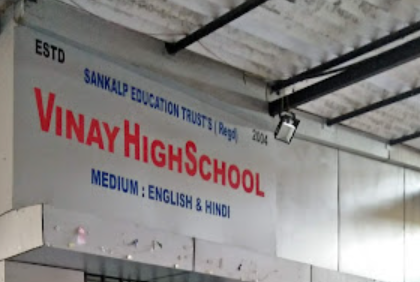 ESTD
SANKALP EDUCATION TRUST'S ( Regd) 2004
VINAY HIGHSCHOOL
MEDIUM : ENGLISH & HINDI